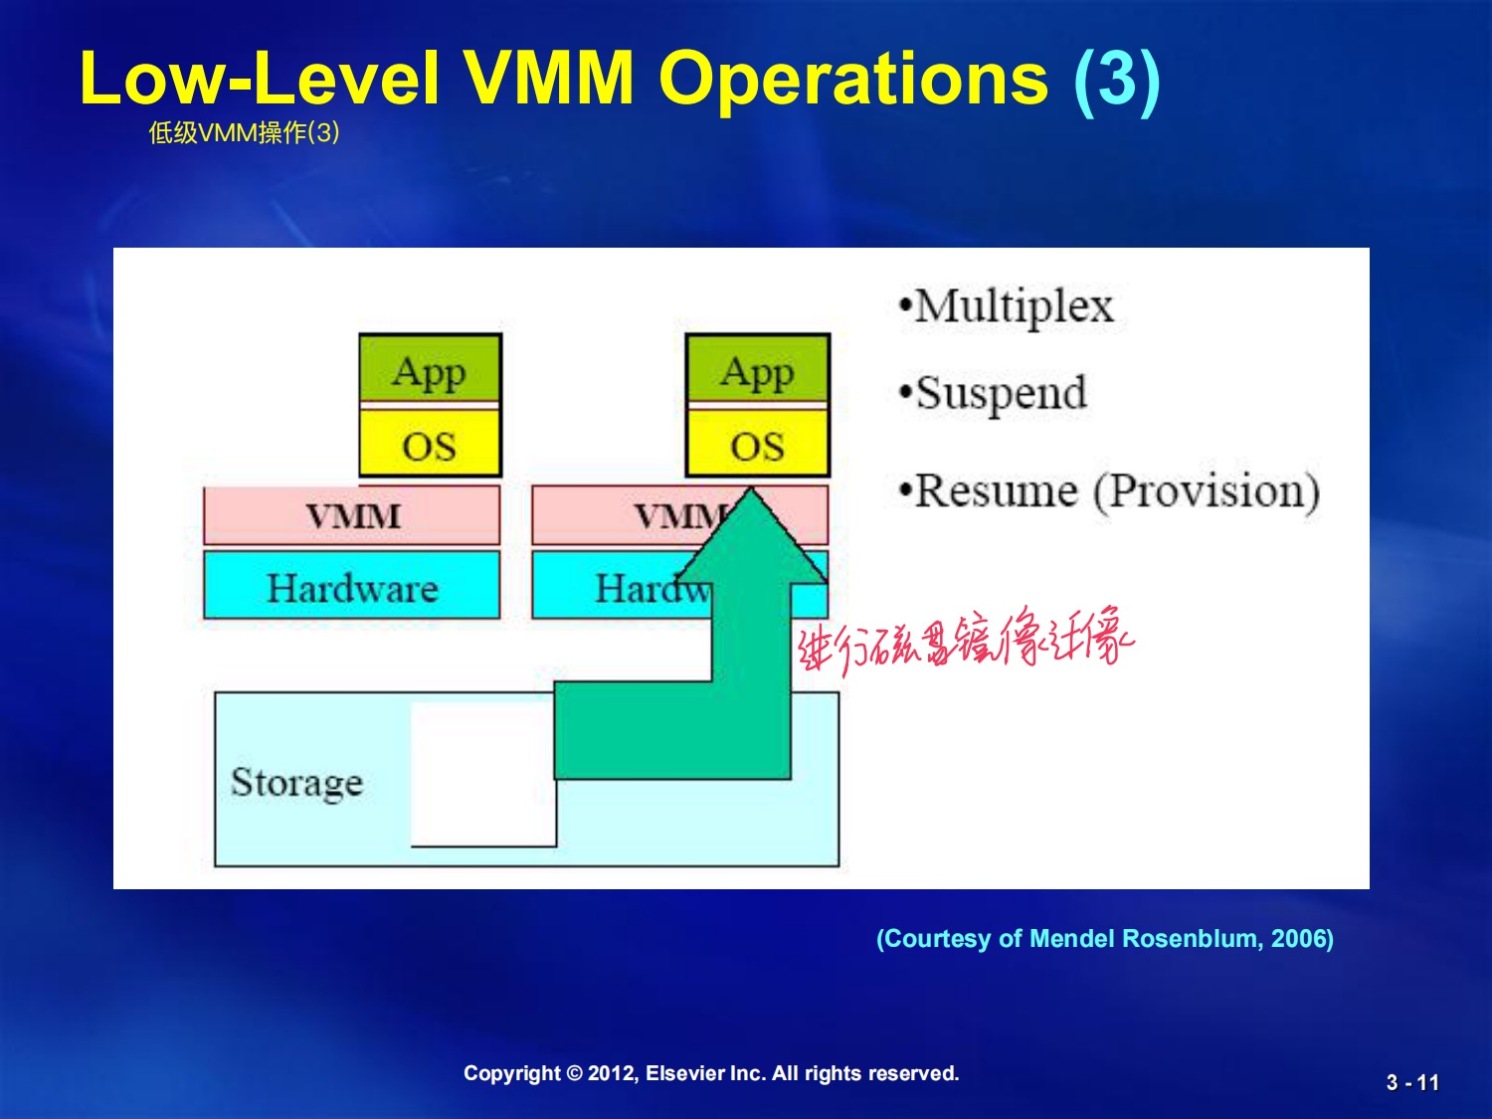 Low-Level VMM Operations (3)
低级VMM操作(3)
•Multiplex
•Suspend
•Resume (Provision)
App
App
OS
OS
VMM
VMM
Hardware
Hardw
进行磁盘镜像迁像
Storage
(Courtesy of Mendel Rosenblum, 2006)
Copyright © 2012, Elsevier Inc. All rights reserved.
3 - 11